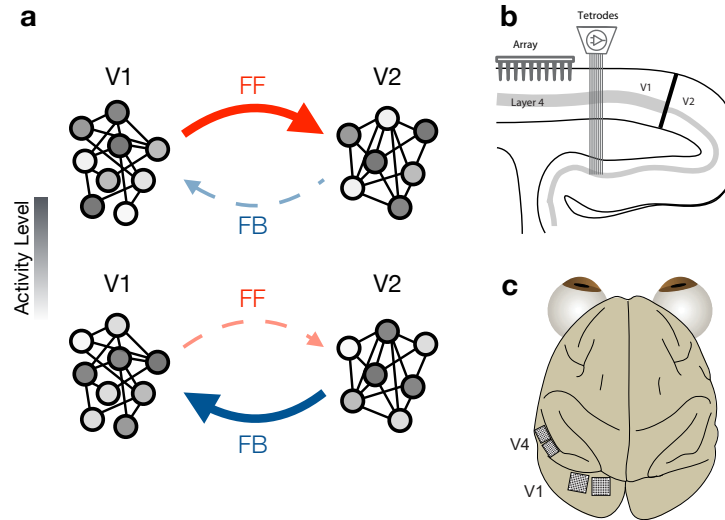 a
V1
FF
V2
FB
Activity Level
V1
FF
V2
FB
b
Tetrodes
Array
V1
V2
Layer 4
c
V4
V1